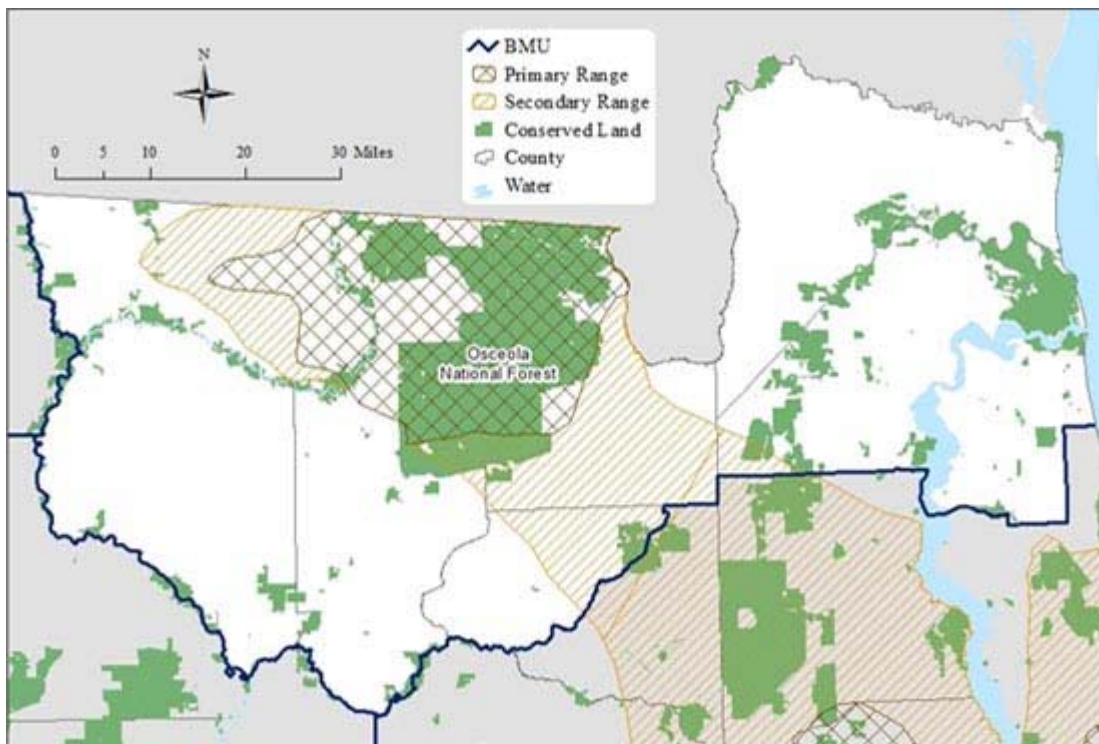 N
0 5 10 20 30 Miles
BMU
Primary Range
Secondary Range
Conserved Land
County
Water
Osceola
National Forest